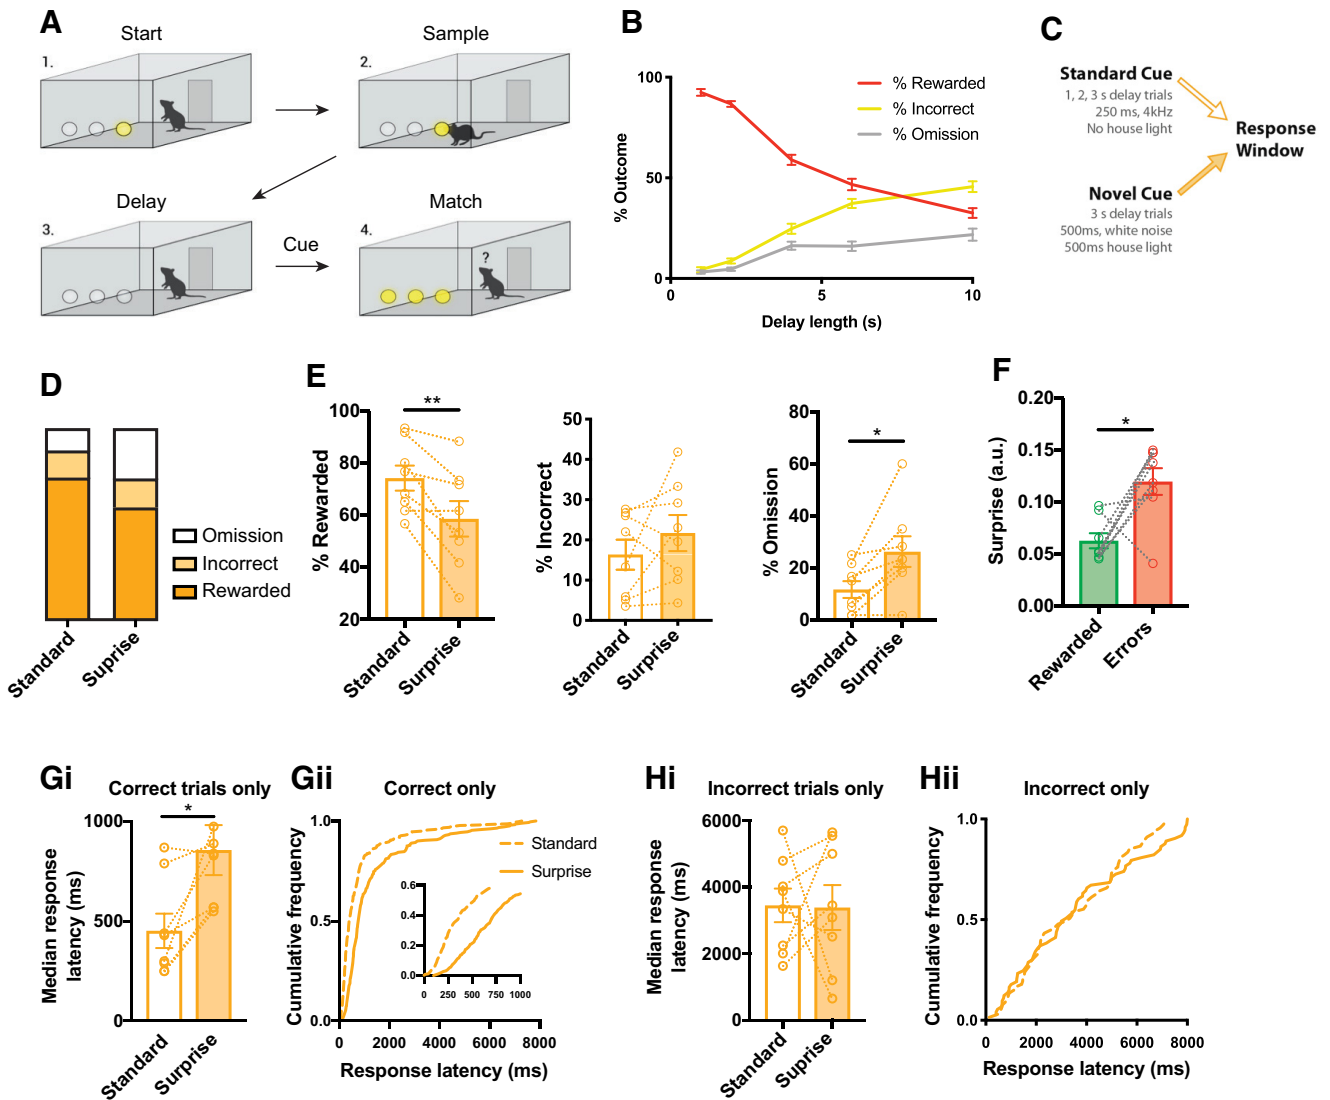 A
Start
1.
Sample
2.
Delay
3.
Cue
Match
4.
?
B
% Outcome
100
50
0
0
5
10
Delay length (s)
% Rewarded
% Incorrect
% Omission
C
Standard Cue
1, 2, 3 s delay trials
250 ms, 4kHz
No house light
Novel Cue
3 s delay trials
500ms, white noise
500ms house light
Response
Window
D
Omission
Incorrect
Rewarded
Standard
Suprise
E
% Rewarded
100
80
60
40
20
**
Standard
Surprise
% Incorrect
50
40
30
20
10
0
Standard
Surprise
% Omission
80
60
40
20
0
*
Standard
Surprise
F
Surprise (a.u.)
0.20
0.15
0.10
0.05
0.00
*
Rewarded
Errors
Gi
Correct trials only
Median response
latency (ms)
1000
500
0
*
Standard
Surprise
Gii
Correct only
Cumulative frequency
1.0
0.5
0.0
Standard
Surprise
0.6
0.4
0.2
0.0
0
250
500
750
1000
0
2000
4000
6000
8000
Response latency (ms)
Hi
Incorrect trials only
Median response
latency (ms)
6000
4000
2000
0
Standard
Suprise
Hii
Incorrect only
Cumulative frequency
1.0
0.5
0.0
0
2000
4000
6000
8000
Response latency (ms)